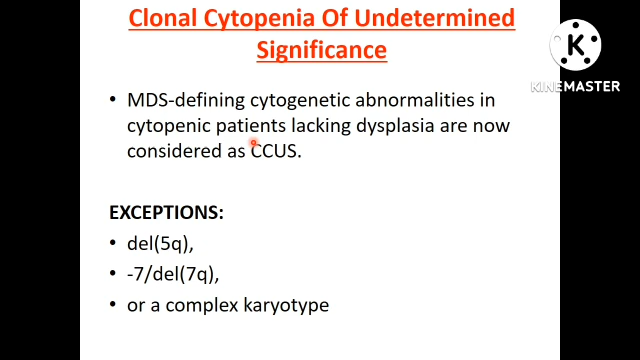 Clonal Cytopenia Of Undetermined
Significance
K
KINEMASTER
• MDS-defining cytogenetic abnormalities in
cytopenic patients lacking dysplasia are now
considered as CCUS.
EXCEPTIONS:
• del(5q),
• -7/del(7q),
• or a complex karyotype